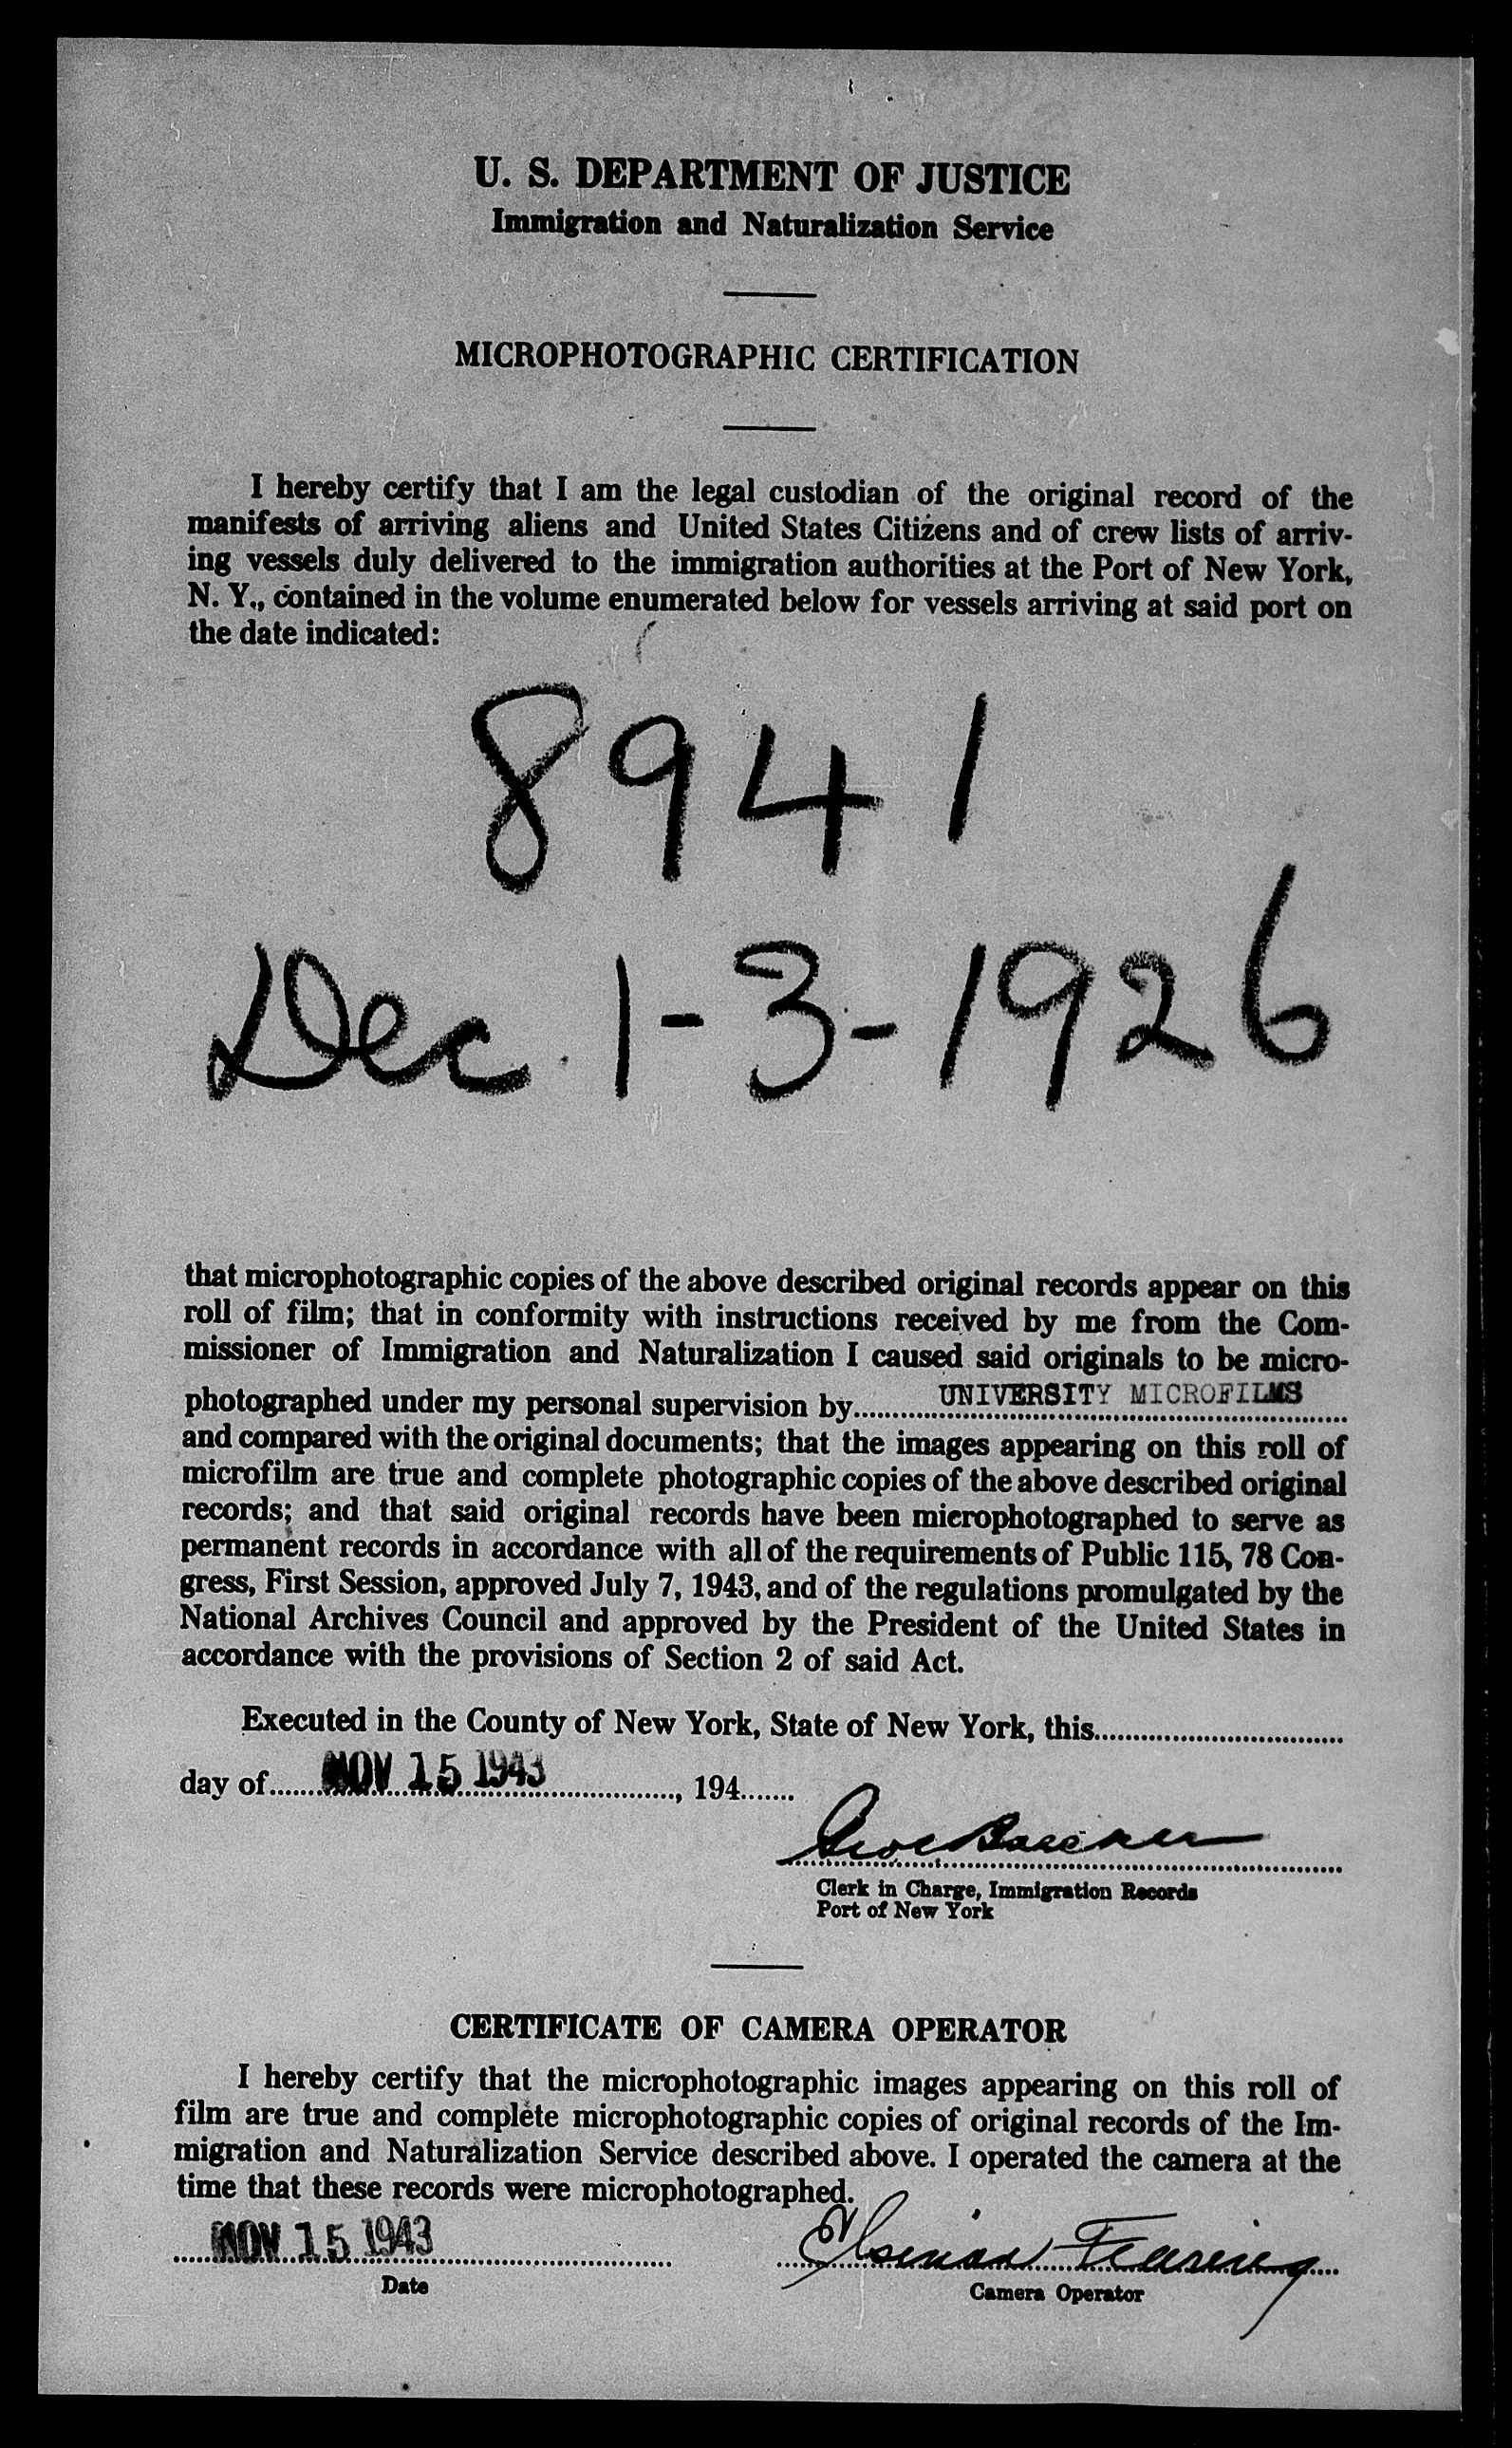 U. S. DEPARTMENT OF JUSTICE
Immigration and Naturalization Service
MICROPHOTOGRAPHIC CERTIFICATION
I hereby certify that I am the legal custodian of the original record of the
manifests of arriving aliens and United States Citizens and of crew lists of arriv-
ing vessels duly delivered to the immigration authorities at the Port of New York,
N. Y., contained in the volume enumerated below for vessels arriving at said port on
the date indicated:
8941
Dec. 1-3-1926
that microphotographic copies of the above described original records appear on this
roll of film; that in conformity with instructions received by me from the Com-
missioner of Immigration and Naturalization I caused said originals to be micro-
photographed under my personal supervision by UNIVERSITY MICROFILMS
and compared with the original documents; that the images appearing on this roll of
microfilm are true and complete photographic copies of the above described original
records; and that said original records have been microphotographed to serve as
permanent records in accordance with all of the requirements of Public 115, 78 Con-
gress, First Session, approved July 7, 1943, and of the regulations promulgated by the
National Archives Council and approved by the President of the United States in
accordance with the provisions of Section 2 of said Act.
Executed in the County of New York, State of New York, this
day of NOV 15 1943, 194
Clerk in Charge, Immigration Records
Port of New York
CERTIFICATE OF CAMERA OPERATOR
I hereby certify that the microphotographic images appearing on this roll of
film are true and complete microphotographic copies of original records of the Im-
migration and Naturalization Service described above. I operated the camera at the
time that these records were microphotographed.
NOV 15 1943
Date
Camera Operator